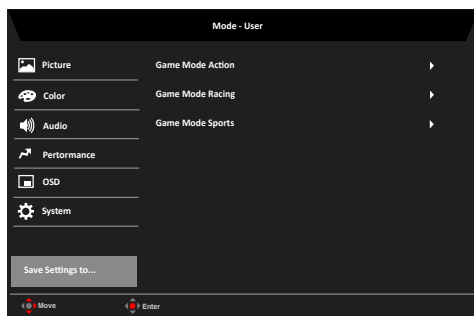 Mode - User
Picture
Game Mode Action
Color
Game Mode Racing
Audio
Game Mode Sports
Pertormance
OSD
System
Save Settings to...
Move
Enter